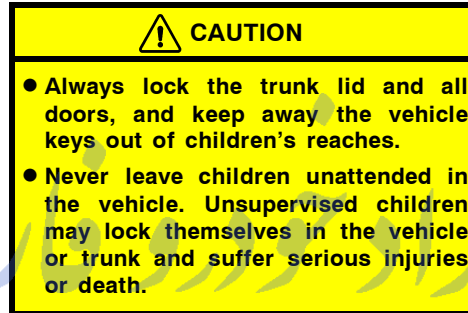 CAUTION
● Always lock the trunk lid and all
doors, and keep away the vehicle
keys out of children's reaches.
● Never leave children unattended in
the vehicle. Unsupervised children
may lock themselves in the vehicle
or trunk and suffer serious injuries
or death.